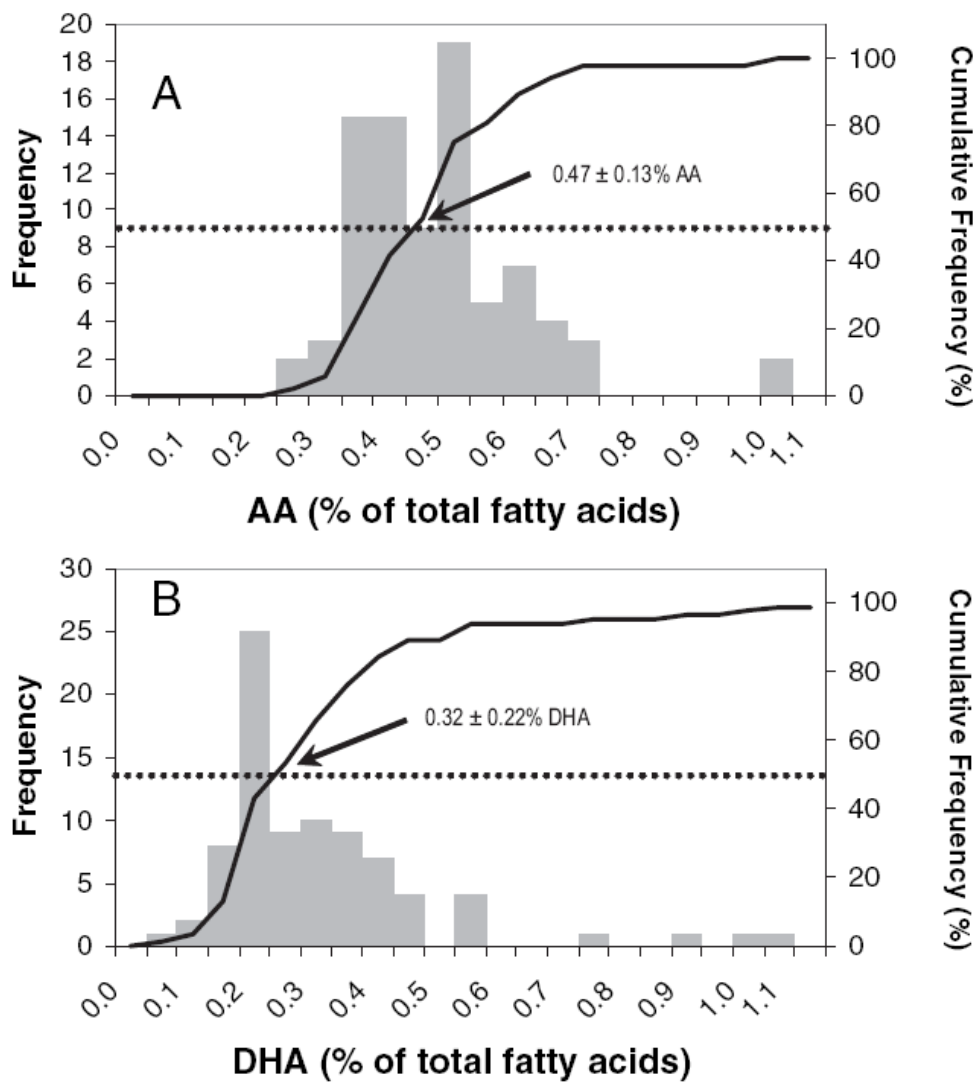 A
Frequency
20
18
16
14
12
10
8
6
4
2
0
0.47 ± 0.13% AA
100
80
60
40
20
0
Cumulative Frequency (%)
0.0 0.1 0.2 0.3 0.4 0.5 0.6 0.7 0.8 0.9 1.0 1.1
AA (% of total fatty acids)
B
Frequency
30
25
20
15
10
5
0
0.32 ± 0.22% DHA
100
80
60
40
20
0
Cumulative Frequency (%)
0.0 0.1 0.2 0.3 0.4 0.5 0.6 0.7 0.8 0.9 1.0 1.1
DHA (% of total fatty acids)